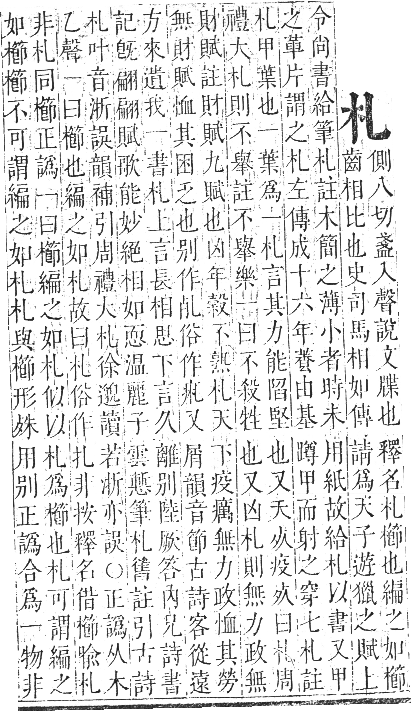 札側八切盞入聲說文牒也釋名札櫛也編之如櫛
齒相比也史司馬相如傳請爲天子遊獵之賦上
令尚書給筆札註木簡之薄小者時未用紙故給札以書又甲
之革片謂之札左傳成十六年養由基蹲甲而射之穿七札註
札甲葉也一葉爲一札言其力能陷堅也又夭死疫死曰札周
禮大札則不舉註不舉樂一曰不殺牲也又凶札則無力政無
財賦註財賦九賦也凶年穀不熟札天下疫癘無力政恤其勞
無財賦恤其困乏也別作俗作又屑韻音節古詩客從遠
方來遺我一書札上言長相思下言久離別陸厥答內兄詩書
記旣翩翩賦歌能妙絕相如恧溫麗子雲慙筆札舊註引古詩
札叶音浙誤韻補引周禮大札徐邈讀若浙亦誤○正譌从木
乙聲一曰櫛也編之如札故曰札俗作扎非按釋名借櫛喻札
非札同櫛正譌一曰櫛編之如札似以札爲櫛也札可謂編之
如櫛櫛不可謂編之如札札與櫛形殊用別正譌合爲一物非